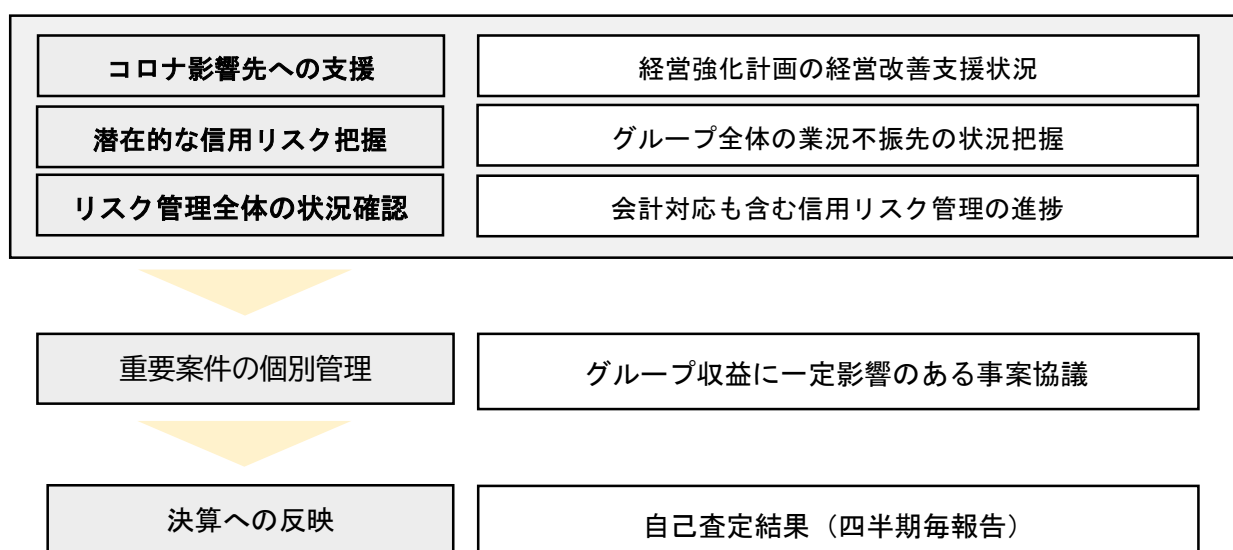 コロナ影響先への支援
経営強化計画の経営改善支援状況
潜在的な信用リスク把握
グループ全体の業況不振先の状況把握
リスク管理全体の状況確認
会計対応も含む信用リスク管理の進捗
重要案件の個別管理
グループ収益に一定影響のある事案協議
決算への反映
自己査定結果（四半期毎報告）